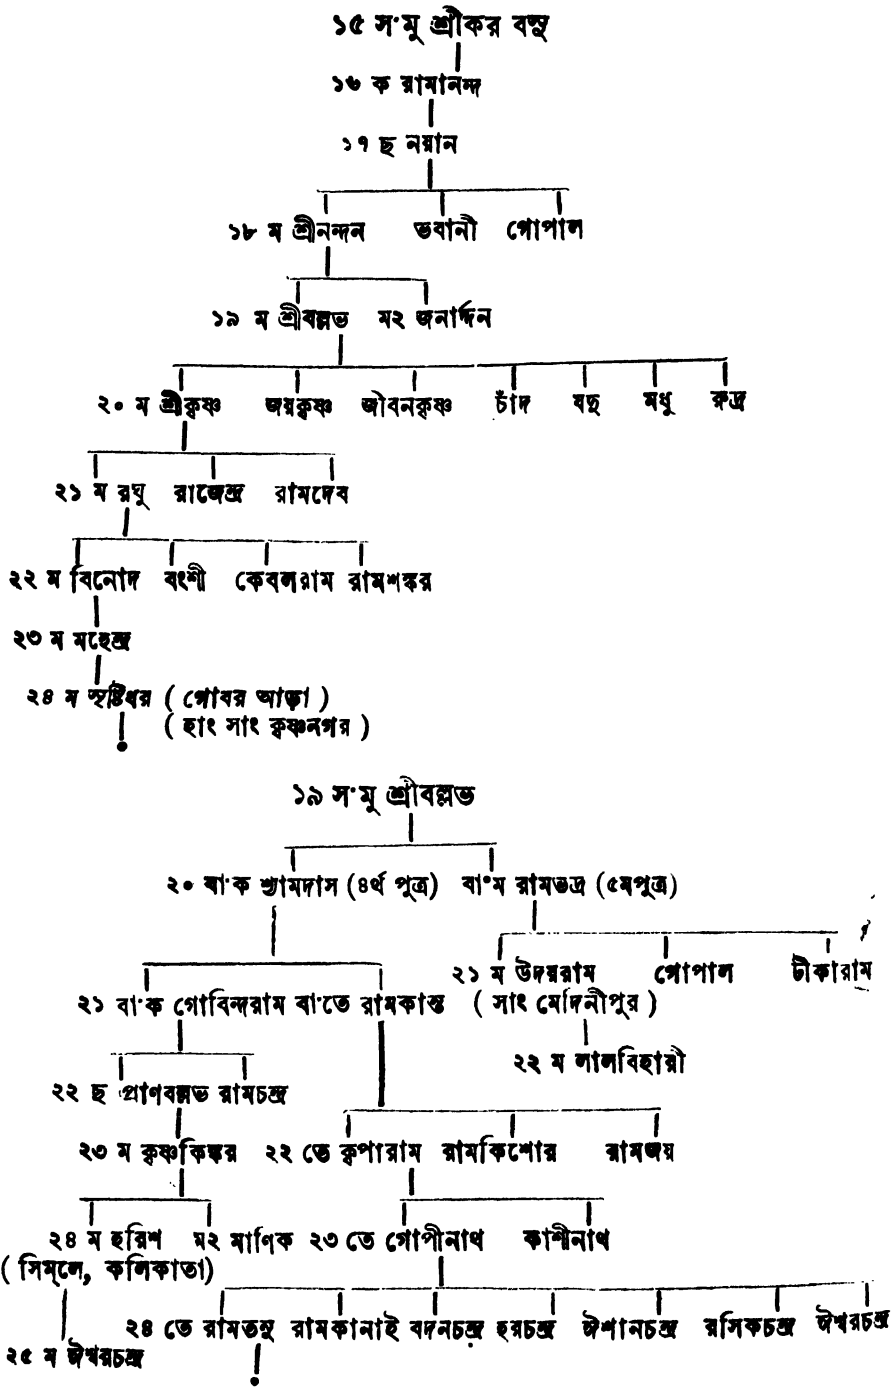 ১৫ স·মু শ্রীকর বসু
১৬ ক রামানন্দ
১৭ ছ নয়ান
১৮ ম শ্রীনন্দন ভবানী গোপাল
১৯ ম শ্রীবল্লভ ম২ জনার্দ্দন
২০ ম শ্রীকৃষ্ণ জয়কৃষ্ণ জীবনকৃষ্ণ চাঁদ যদু মধু রুদ্র
২১ ম রঘু রাজেন্দ্র রামদেব
২২ ম বিনোদ বংশী কেবলরাম রামশঙ্কর
২৩ ম মহেন্দ্র
২৪ ম সৃষ্টিধর ( গোবর আড়া )
( হাং সাং কৃষ্ণনগর )
১৯ স·মু শ্রীবল্লভ
২০ বা·ক শ্যামদাস (৪র্থ পুত্র) বা·ম রামভদ্র (৫মপুত্র)
২১ ম উদয়রাম গোপাল টীকারাম
২১ বা·ক গোবিন্দরাম বা·তে রামকান্ত ( সাং মেদিনীপুর )
২২ ম লালবিহারী
২২ ছ প্রাণবল্লভ রামচন্দ্র
২৩ ম কৃষ্ণকিঙ্কর ২২ তে কৃপারাম রামকিশোর রামজয়
২৪ ম হরিশ ম২ মাণিক ২৩ তে গোপীনাথ কাশীনাথ
( সিম্‌লে, কলিকাতা)
২৪ তে রামতনু রামকানাই বদনচন্দ্র হরচন্দ্র ঈশানচন্দ্র রসিকচন্দ্র ঈশ্বরচন্দ্র
২৫ ম ঈশ্বরচন্দ্র